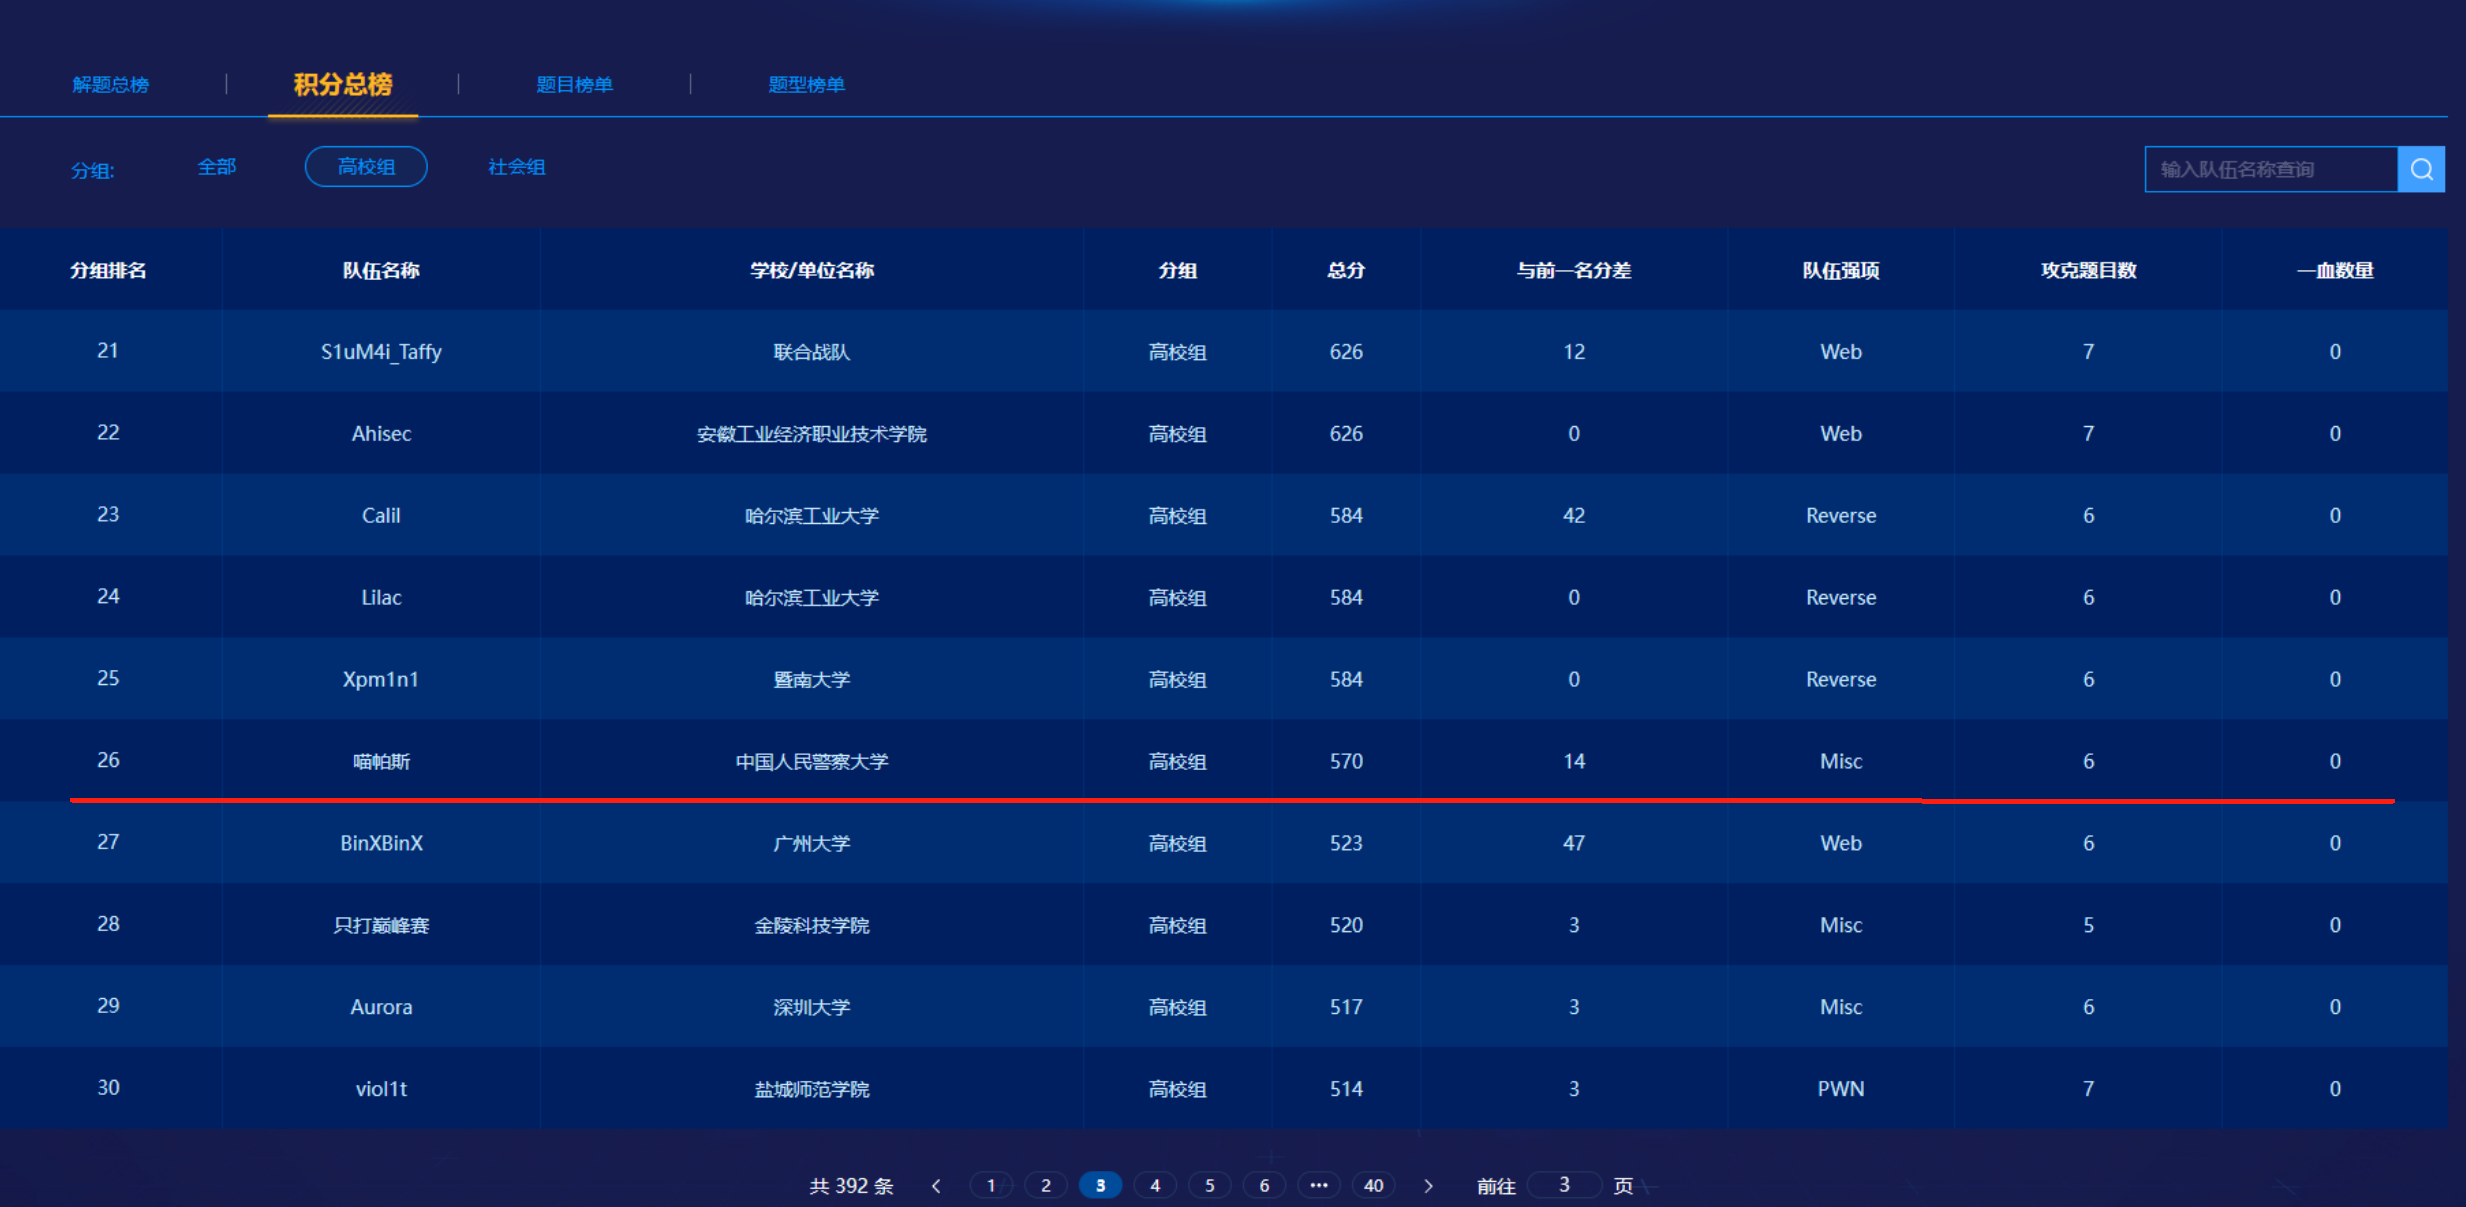 解题总榜 积分总榜 题目榜单 题型榜单
分组: 全部 高校组 社会组 输入队伍名称查询
分组排名 队伍名称 学校/单位名称 分组 总分 与前一名分差 队伍强项 攻克题目数 一血数量
21 S1uM4i_Taffy 联合战队 高校组 626 12 Web 7 0
22 Ahisec 安徽工业经济职业技术学院 高校组 626 0 Web 7 0
23 Calil 哈尔滨工业大学 高校组 584 42 Reverse 6 0
24 Lilac 哈尔滨工业大学 高校组 584 0 Reverse 6 0
25 Xpm1n1 暨南大学 高校组 584 0 Reverse 6 0
26 喵帕斯 中国人民警察大学 高校组 570 14 Misc 6 0
27 BinXBinX 广州大学 高校组 523 47 Web 6 0
28 只打巅峰赛 金陵科技学院 高校组 520 3 Misc 5 0
29 Aurora 深圳大学 高校组 517 3 Misc 6 0
30 viol1t 盐城师范学院 高校组 514 3 PWN 7 0
共 392 条 < 1 2 3 4 5 6 ••• 40 > 前往 3 页